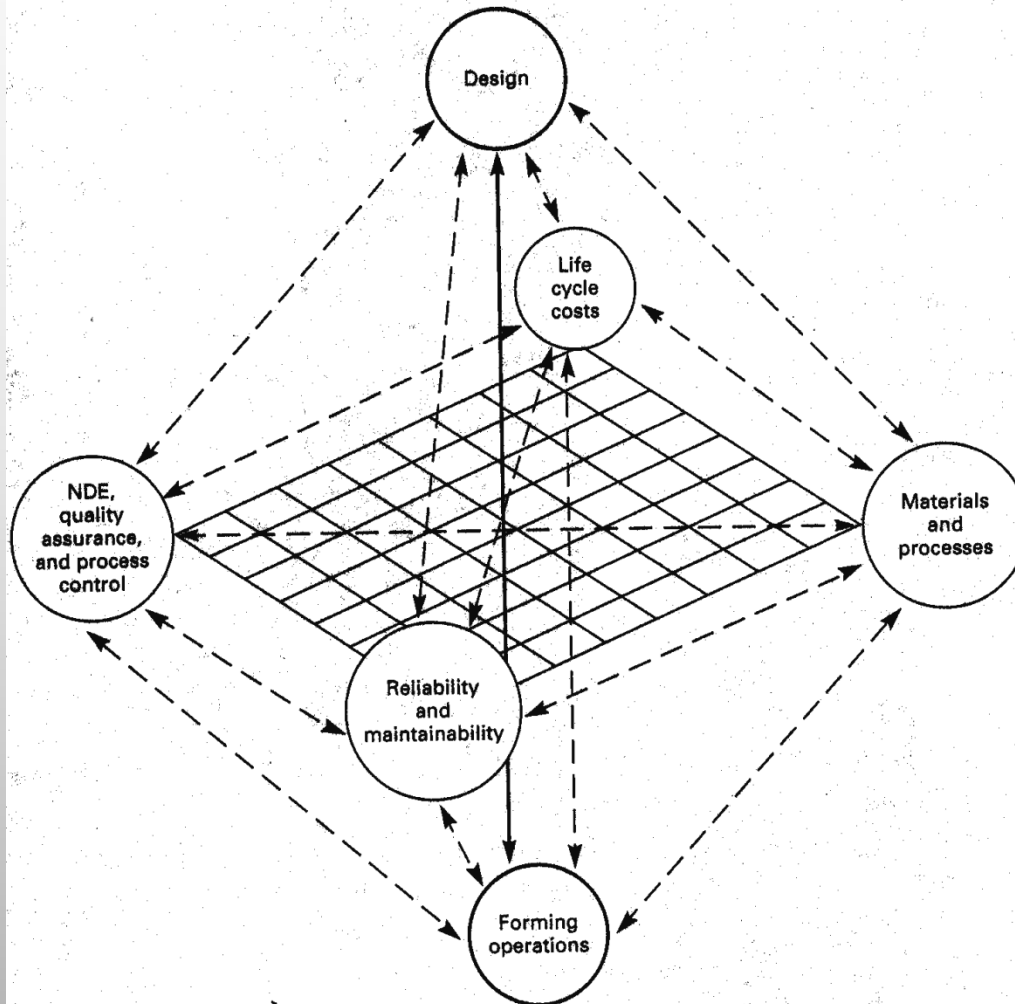 Design
Life
cycle
costs
NDE,
quality
assurance,
and process
control
Materials
and
processes
Reliability
and
maintainability
Forming
operations